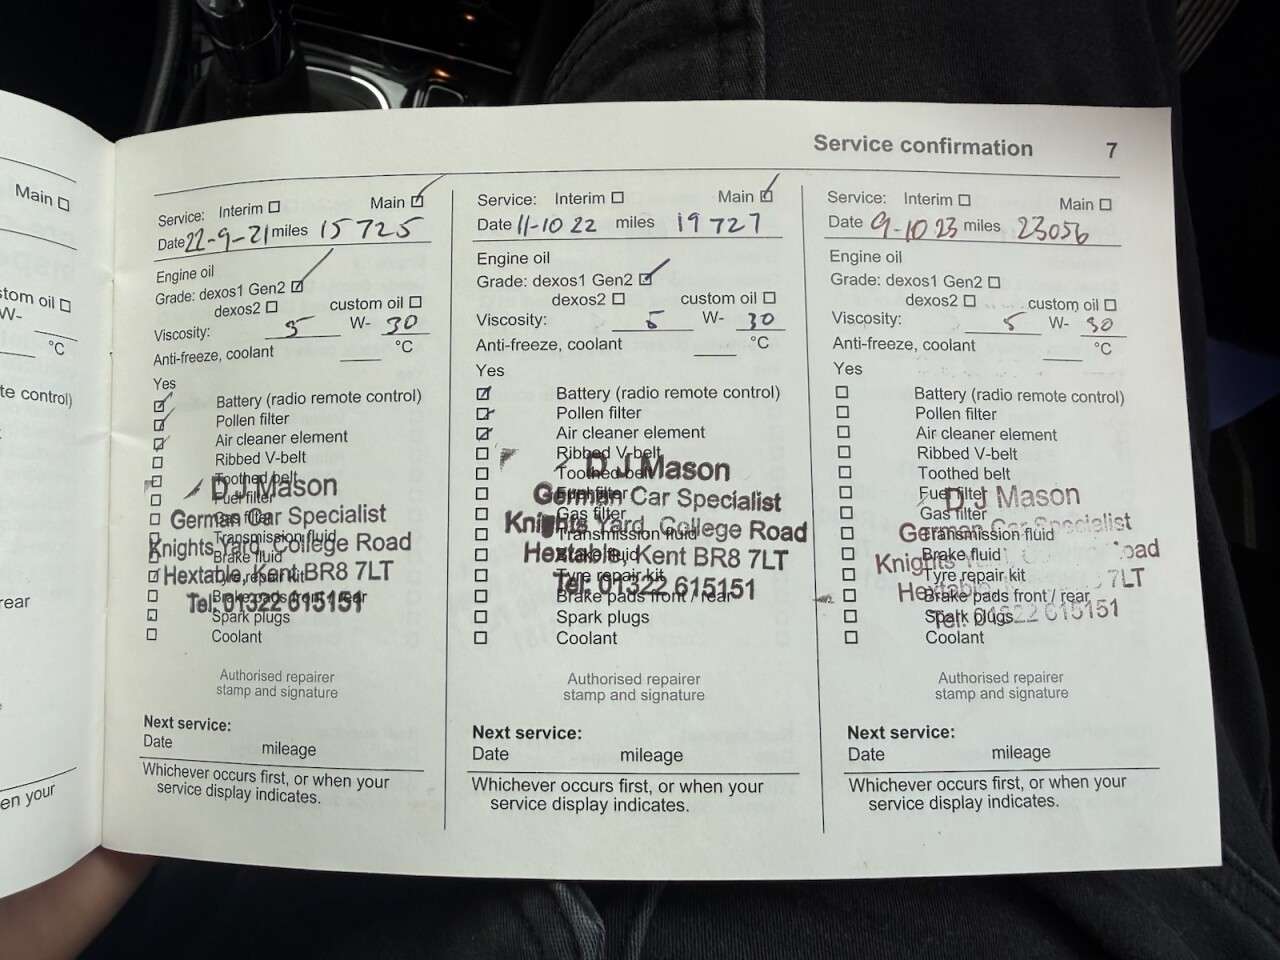 Service confirmation 7
Main
custom oil
W-
°C
remote control)
rear
en your
Service: Interim Main
Date 22-9-21 miles 15725
Engine oil
Grade: dexos1 Gen2
dexos2 custom oil
Viscosity: 5 W- 30
Anti-freeze, coolant °C
Yes
Battery (radio remote control)
Pollen filter
Air cleaner element
Ribbed V-belt
Toothed belt
Fuel filter
Gas filter
Transmission fluid
Brake fluid
Tyre repair kit
Brake pads front / rear
Spark plugs
Coolant
D J Mason
German Car Specialist
Knights Yard, College Road
Hextable, Kent BR8 7LT
Tel. 01322 615151
Authorised repairer
stamp and signature
Next service:
Date mileage
Whichever occurs first, or when your
service display indicates.
Service: Interim Main
Date 11-10 22 miles 19727
Engine oil
Grade: dexos1 Gen2
dexos2 custom oil
Viscosity: 5 W- 30
Anti-freeze, coolant °C
Yes
Battery (radio remote control)
Pollen filter
Air cleaner element
Ribbed V-belt
Toothed belt
Fuel filter
Gas filter
Transmission fluid
Brake fluid
Tyre repair kit
Brake pads front / rear
Spark plugs
Coolant
D J Mason
German Car Specialist
Knights Yard, College Road
Hextable, Kent BR8 7LT
Tel. 01322 615151
Authorised repairer
stamp and signature
Next service:
Date mileage
Whichever occurs first, or when your
service display indicates.
Service: Interim Main
Date 9-10 23 miles 23056
Engine oil
Grade: dexos1 Gen2
dexos2 custom oil
Viscosity: 5 W- 30
Anti-freeze, coolant °C
Yes
Battery (radio remote control)
Pollen filter
Air cleaner element
Ribbed V-belt
Toothed belt
Fuel filter
Gas filter
Transmission fluid
Brake fluid
Tyre repair kit
Brake pads front / rear
Spark plugs
Coolant
D J Mason
German Car Specialist
Knights Road
7LT
Tel. 01322 615151
Authorised repairer
stamp and signature
Next service:
Date mileage
Whichever occurs first, or when your
service display indicates.